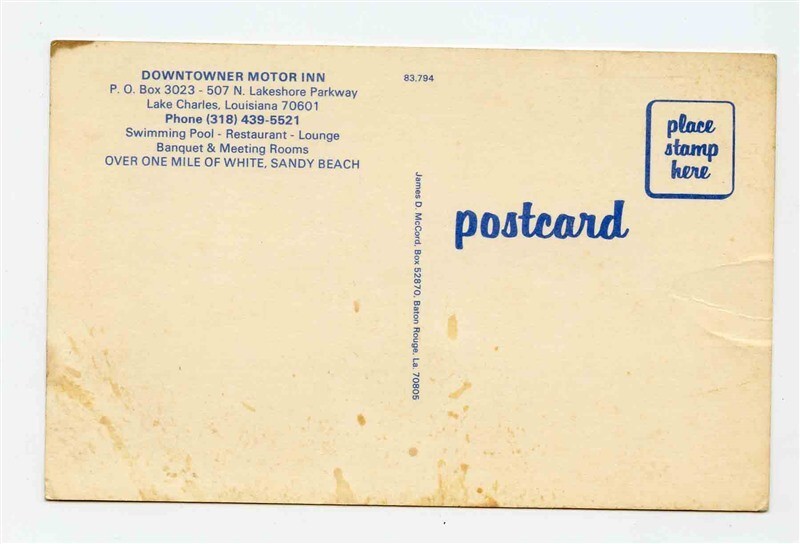 DOWNTOWNER MOTOR INN
P. O. Box 3023 - 507 N. Lakeshore Parkway
Lake Charles, Louisiana 70601
Phone (318) 439-5521
Swimming Pool - Restaurant - Lounge
Banquet & Meeting Rooms
OVER ONE MILE OF WHITE, SANDY BEACH
83.794
James D. McCord, Box 52870, Baton Rouge, La. 70805
postcard
place
stamp
here